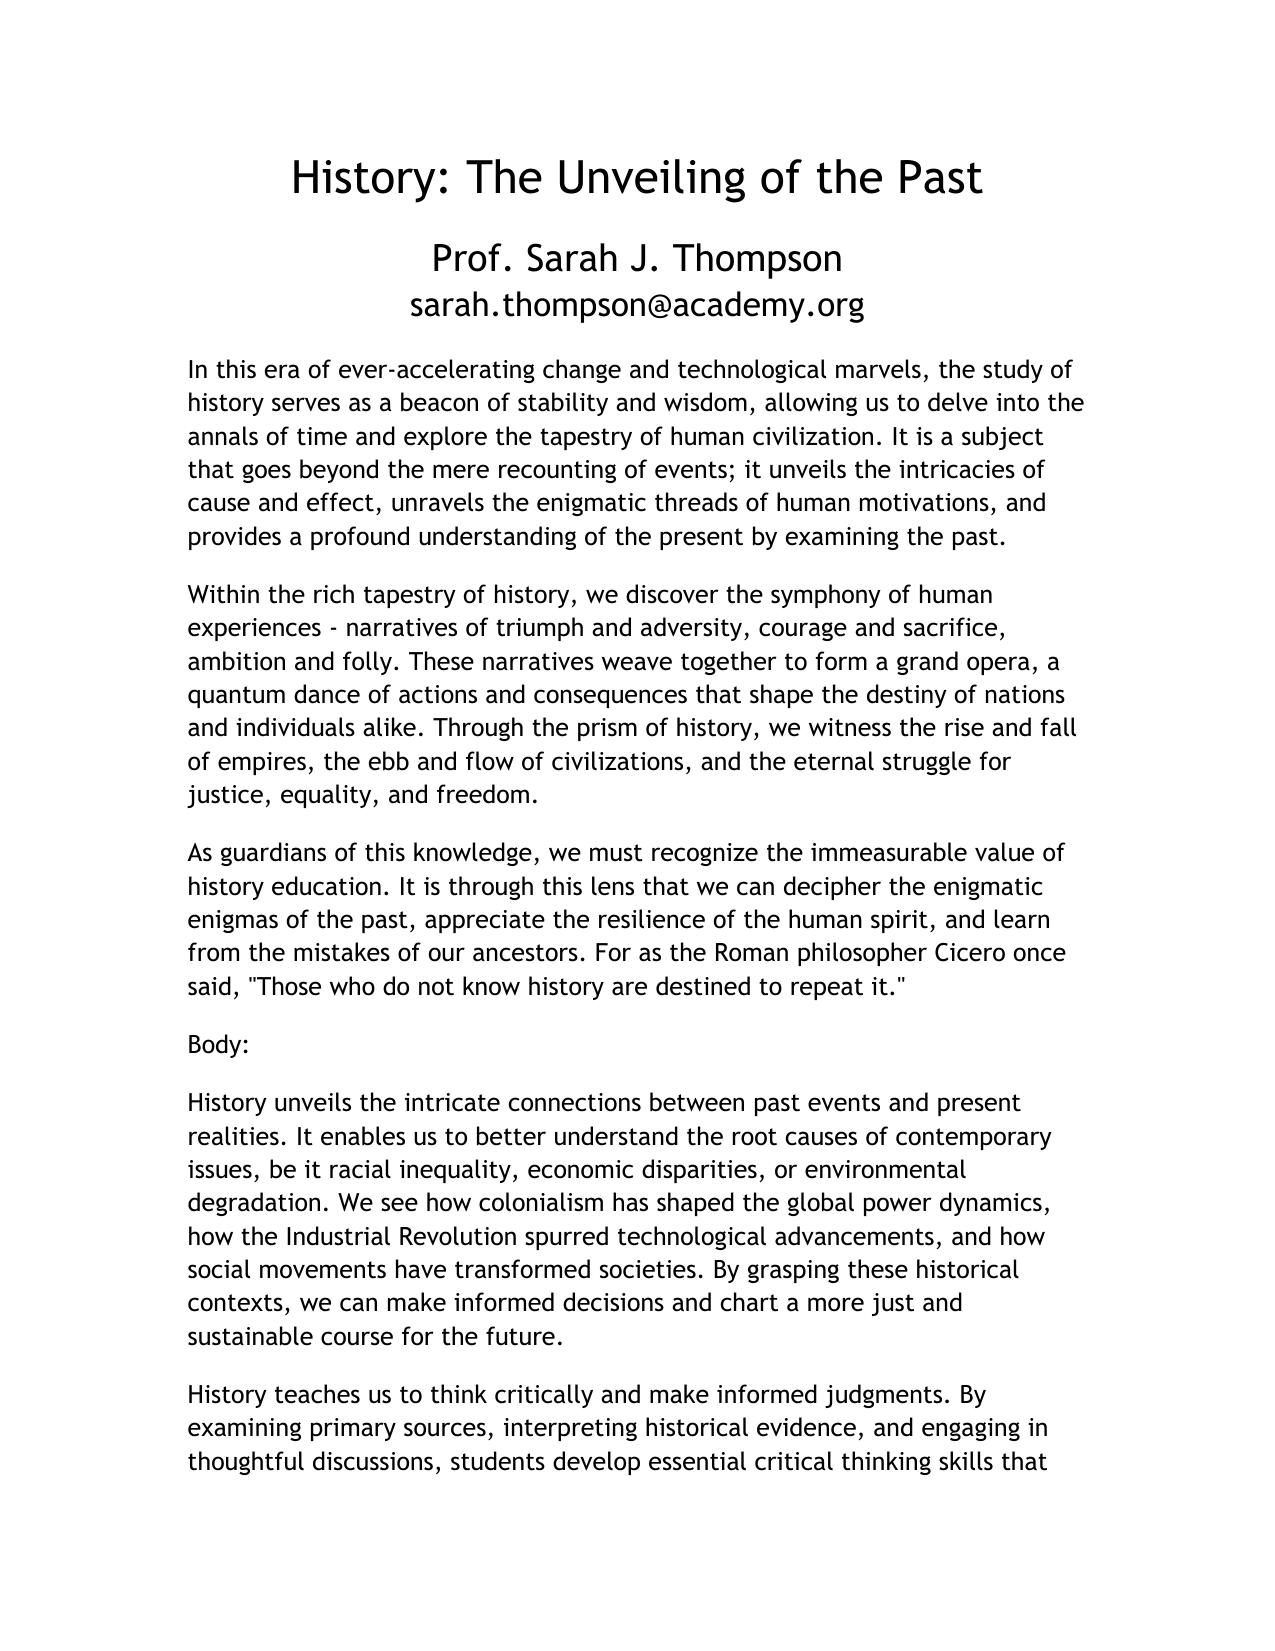 History: The Unveiling of the Past
Prof. Sarah J. Thompson
sarah.thompson@academy.org
In this era of ever-accelerating change and technological marvels, the study of
history serves as a beacon of stability and wisdom, allowing us to delve into the
annals of time and explore the tapestry of human civilization. It is a subject
that goes beyond the mere recounting of events; it unveils the intricacies of
cause and effect, unravels the enigmatic threads of human motivations, and
provides a profound understanding of the present by examining the past.
Within the rich tapestry of history, we discover the symphony of human
experiences - narratives of triumph and adversity, courage and sacrifice,
ambition and folly. These narratives weave together to form a grand opera, a
quantum dance of actions and consequences that shape the destiny of nations
and individuals alike. Through the prism of history, we witness the rise and fall
of empires, the ebb and flow of civilizations, and the eternal struggle for
justice, equality, and freedom.
As guardians of this knowledge, we must recognize the immeasurable value of
history education. It is through this lens that we can decipher the enigmatic
enigmas of the past, appreciate the resilience of the human spirit, and learn
from the mistakes of our ancestors. For as the Roman philosopher Cicero once
said, "Those who do not know history are destined to repeat it."
Body:
History unveils the intricate connections between past events and present
realities. It enables us to better understand the root causes of contemporary
issues, be it racial inequality, economic disparities, or environmental
degradation. We see how colonialism has shaped the global power dynamics,
how the Industrial Revolution spurred technological advancements, and how
social movements have transformed societies. By grasping these historical
contexts, we can make informed decisions and chart a more just and
sustainable course for the future.
History teaches us to think critically and make informed judgments. By
examining primary sources, interpreting historical evidence, and engaging in
thoughtful discussions, students develop essential critical thinking skills that